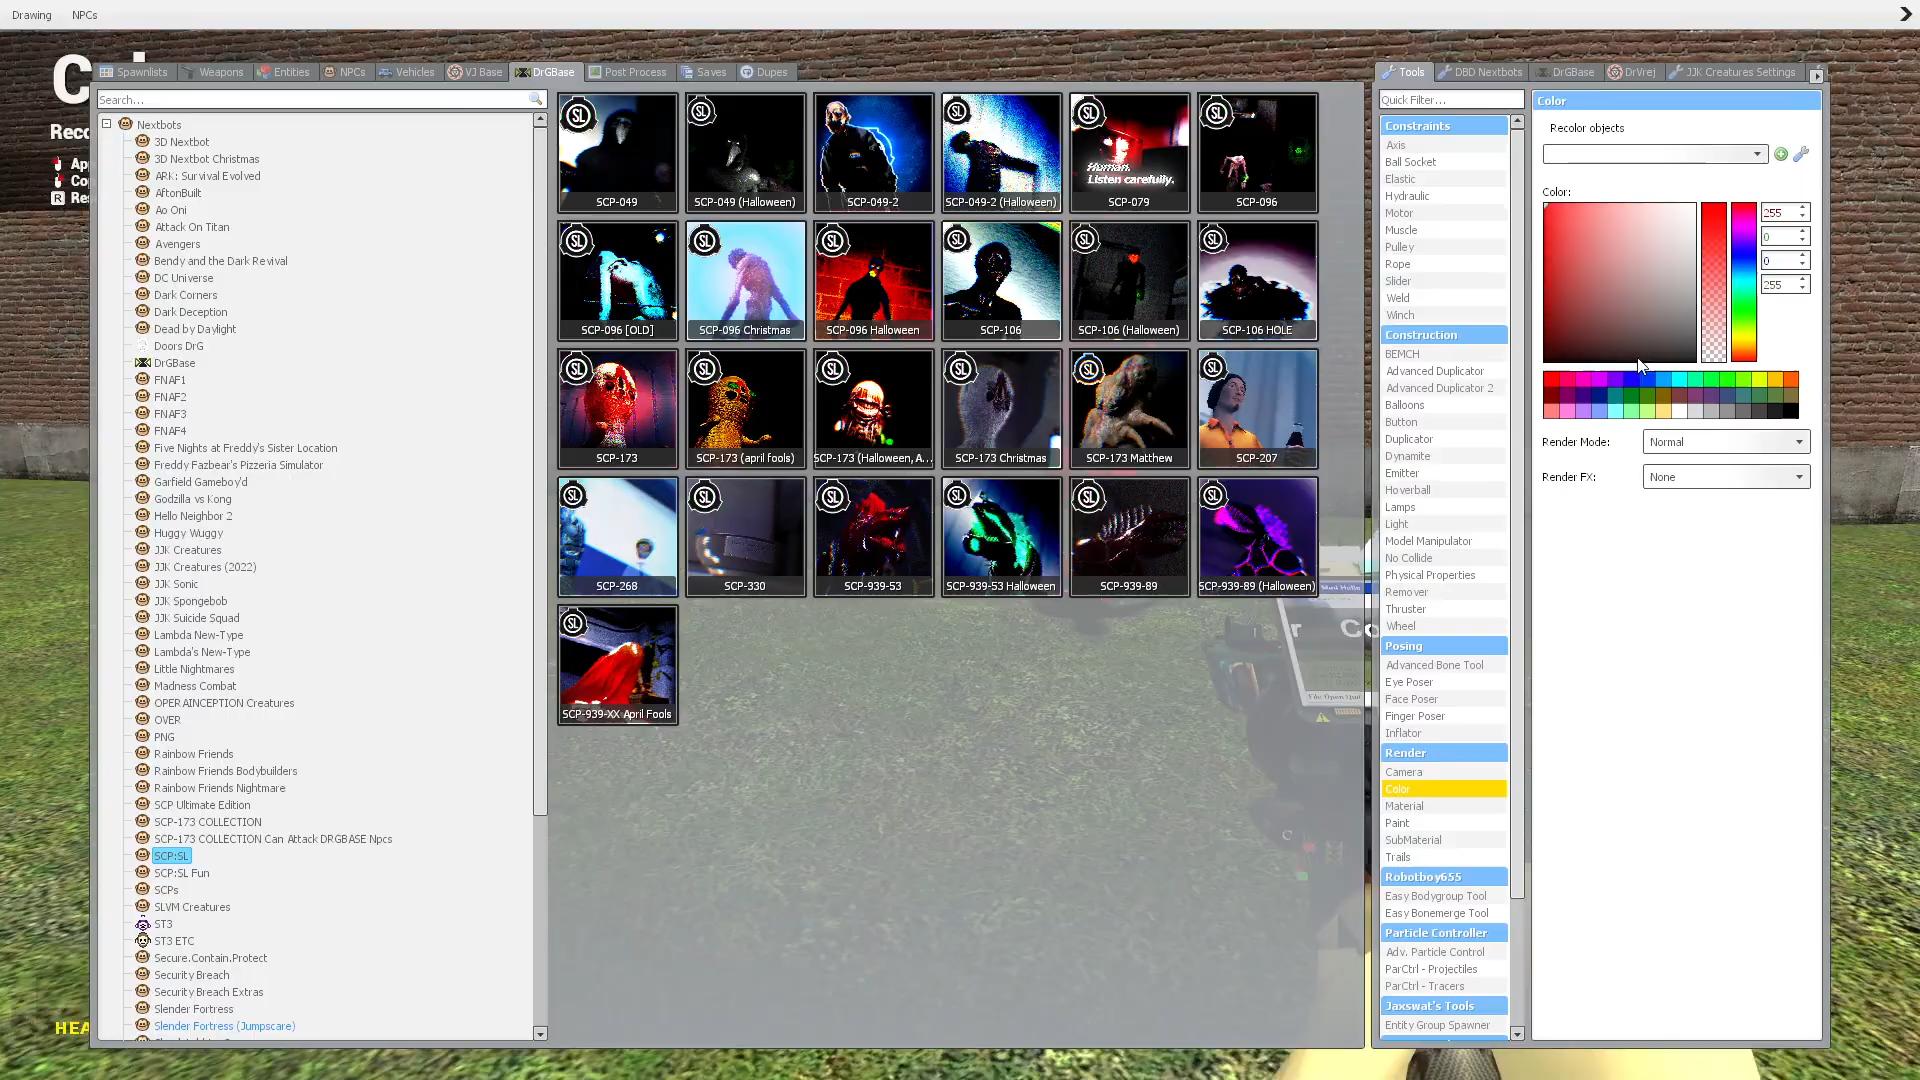 Drawing NPCs
Spawnlists Weapons Entities NPCs Vehicles VJ Base DrGBase Post Process Saves Dupes
Search...
Nextbots
3D Nextbot
3D Nextbot Christmas
ARK: Survival Evolved
AftonBuilt
Ao Oni
Attack On Titan
Avengers
Bendy and the Dark Revival
DC Universe
Dark Corners
Dark Deception
Dead by Daylight
Doors DrG
DrGBase
FNAF1
FNAF2
FNAF3
FNAF4
Five Nights at Freddy's Sister Location
Freddy Fazbear's Pizzeria Simulator
Garfield Gameboy'd
Godzilla vs Kong
Hello Neighbor 2
Huggy Wuggy
JJK Creatures
JJK Creatures (2022)
JJK Sonic
JJK Spongebob
JJK Suicide Squad
Lambda New-Type
Lambda's New-Type
Little Nightmares
Madness Combat
OPERAINCEPTION Creatures
OVER
PNG
Rainbow Friends
Rainbow Friends Bodybuilders
Rainbow Friends Nightmare
SCP Ultimate Edition
SCP-173 COLLECTION
SCP-173 COLLECTION Can Attack DRGBASE Npcs
SCP:SL
SCP:SL Fun
SCPs
SLVM Creatures
ST3
ST3 ETC
Secure.Contain.Protect
Security Breach
Security Breach Extras
Slender Fortress
Slender Fortress (Jumpscare)
Human.
Listen carefully.
SCP-049 SCP-049 (Halloween) SCP-049-2 SCP-049-2 (Halloween) SCP-079 SCP-096
SCP-096 [OLD] SCP-096 Christmas SCP-096 Halloween SCP-106 SCP-106 (Halloween) SCP-106 HOLE
SCP-173 SCP-173 (april fools) SCP-173 (Halloween, A... SCP-173 Christmas SCP-173 Matthew SCP-207
SCP-268 SCP-330 SCP-939-53 SCP-939-53 Halloween SCP-939-89 SCP-939-89 (Halloween)
SCP-939-XX April Fools
Tools DBD Nextbots DrGBase DrVrej JJK Creatures Settings
Quick Filter...
Constraints
Axis
Ball Socket
Elastic
Hydraulic
Motor
Muscle
Pulley
Rope
Slider
Weld
Winch
Construction
BEMCH
Advanced Duplicator
Advanced Duplicator 2
Balloons
Button
Duplicator
Dynamite
Emitter
Hoverball
Lamps
Light
Model Manipulator
No Collide
Physical Properties
Remover
Thruster
Wheel
Posing
Advanced Bone Tool
Eye Poser
Face Poser
Finger Poser
Inflator
Render
Camera
Color
Material
Paint
SubMaterial
Trails
Robotboy655
Easy Bodygroup Tool
Easy Bonemerge Tool
Particle Controller
Adv. Particle Control
ParCtrl - Projectiles
ParCtrl - Tracers
Jaxswat's Tools
Entity Group Spawner
Color
Recolor objects
Color:
255
0
0
255
Render Mode: Normal
Render FX: None
R